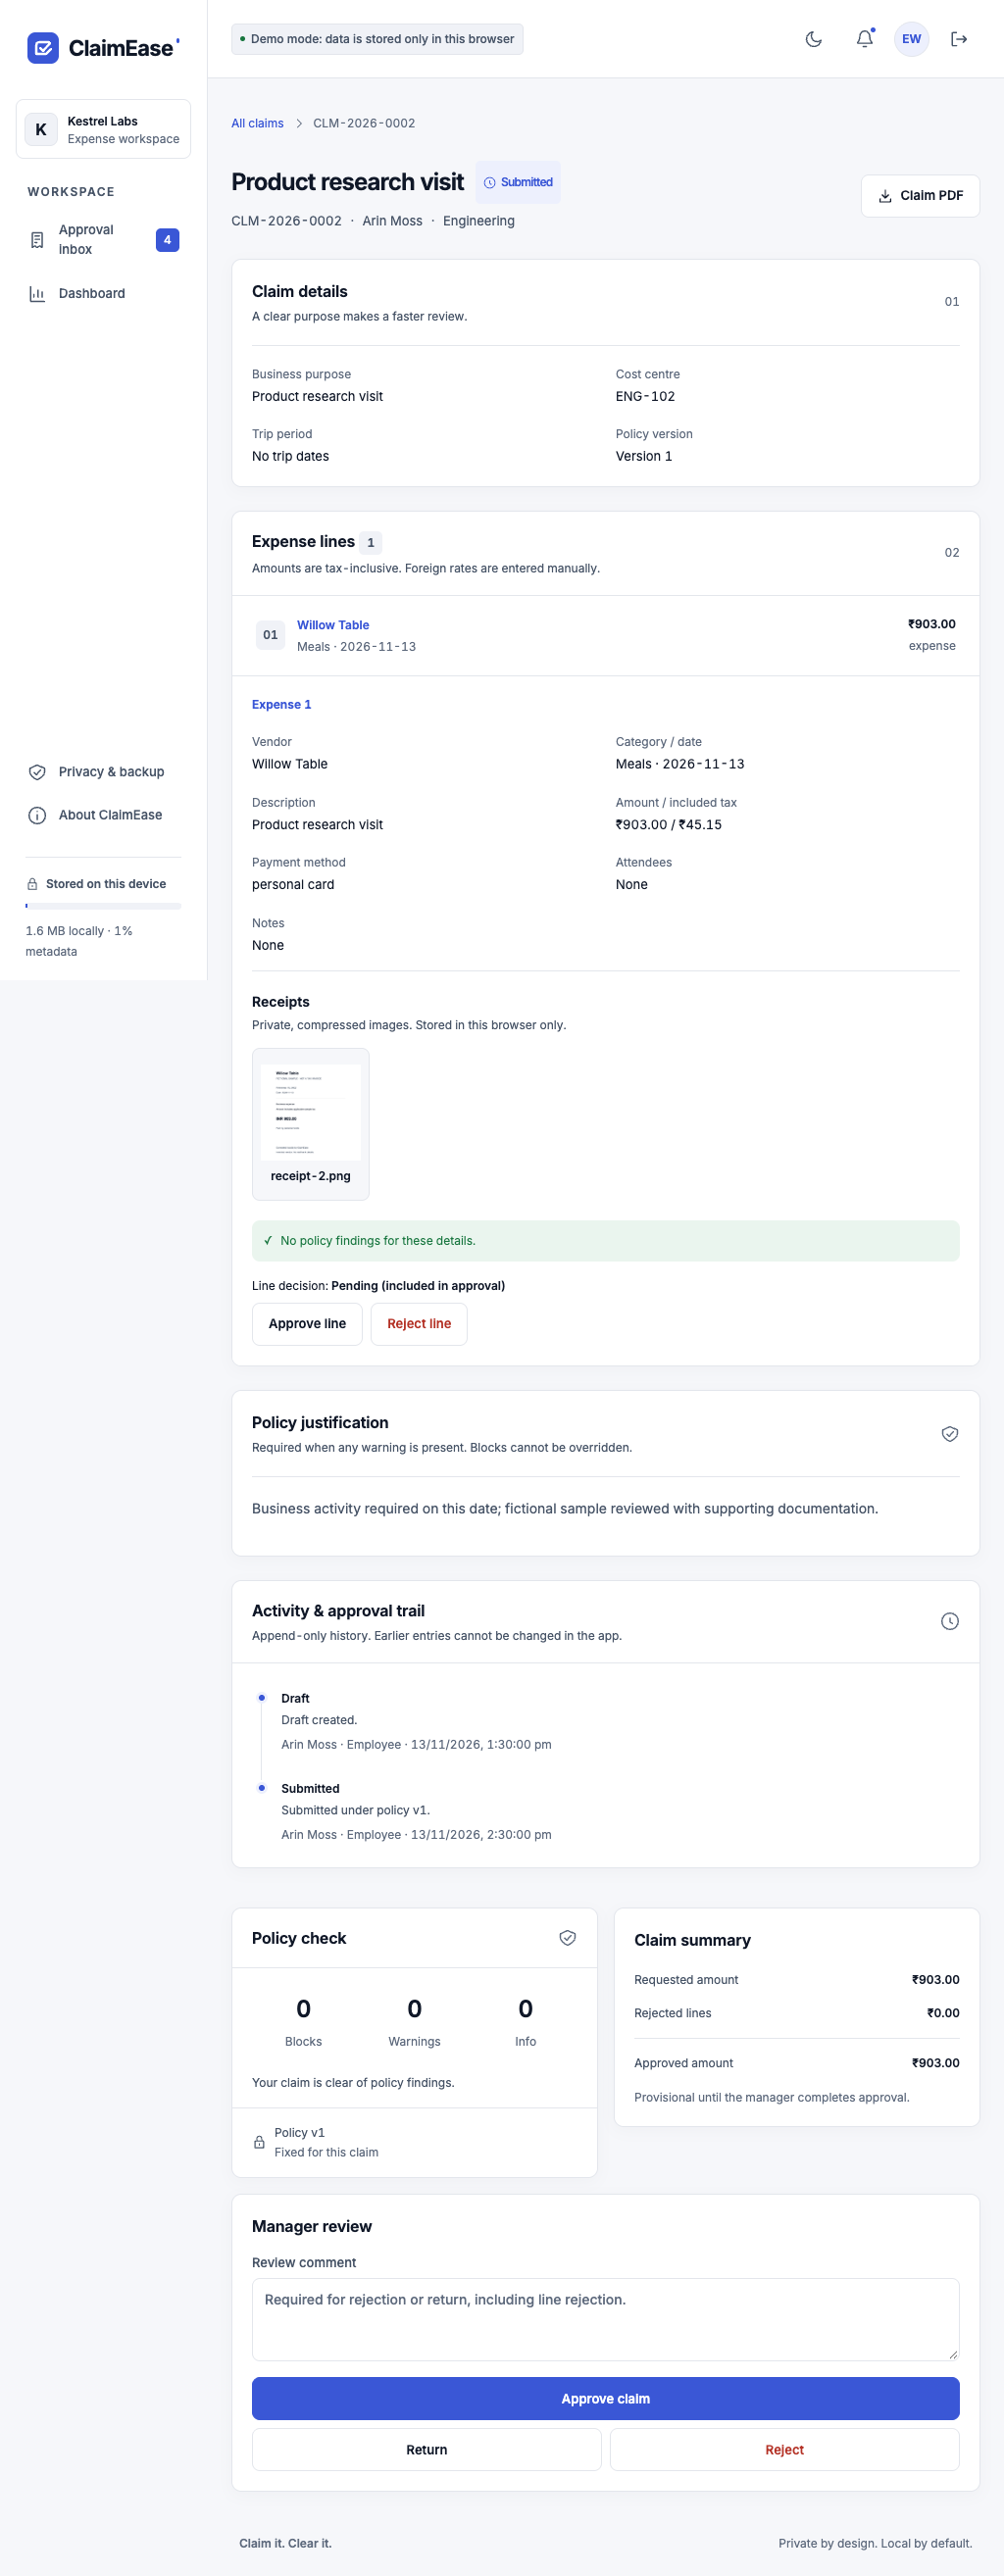 ClaimEase
Demo mode: data is stored only in this browser
EW
K
Kestrel Labs
Expense workspace
WORKSPACE
Approval
inbox
4
Dashboard
Privacy & backup
About ClaimEase
Stored on this device
1.6 MB locally · 1%
metadata
All claims
CLM-2026-0002
Product research visit
Submitted
CLM-2026-0002 · Arin Moss · Engineering
Claim PDF
Claim details
A clear purpose makes a faster review.
01
Business purpose
Product research visit
Cost centre
ENG-102
Trip period
No trip dates
Policy version
Version 1
Expense lines 1
Amounts are tax-inclusive. Foreign rates are entered manually.
02
01
Willow Table
Meals · 2026-11-13
₹903.00
expense
Expense 1
Vendor
Willow Table
Category / date
Meals · 2026-11-13
Description
Product research visit
Amount / included tax
₹903.00 / ₹45.15
Payment method
personal card
Attendees
None
Notes
None
Receipts
Private, compressed images. Stored in this browser only.
Willow Table
INR 903.00
receipt-2.png
✓ No policy findings for these details.
Line decision: Pending (included in approval)
Approve line
Reject line
Policy justification
Required when any warning is present. Blocks cannot be overridden.
Business activity required on this date; fictional sample reviewed with supporting documentation.
Activity & approval trail
Append-only history. Earlier entries cannot be changed in the app.
Draft
Draft created.
Arin Moss · Employee · 13/11/2026, 1:30:00 pm
Submitted
Submitted under policy v1.
Arin Moss · Employee · 13/11/2026, 2:30:00 pm
Policy check
0
Blocks
0
Warnings
0
Info
Your claim is clear of policy findings.
Policy v1
Fixed for this claim
Claim summary
Requested amount
₹903.00
Rejected lines
₹0.00
Approved amount
₹903.00
Provisional until the manager completes approval.
Manager review
Review comment
Required for rejection or return, including line rejection.
Approve claim
Return
Reject
Claim it. Clear it.
Private by design. Local by default.